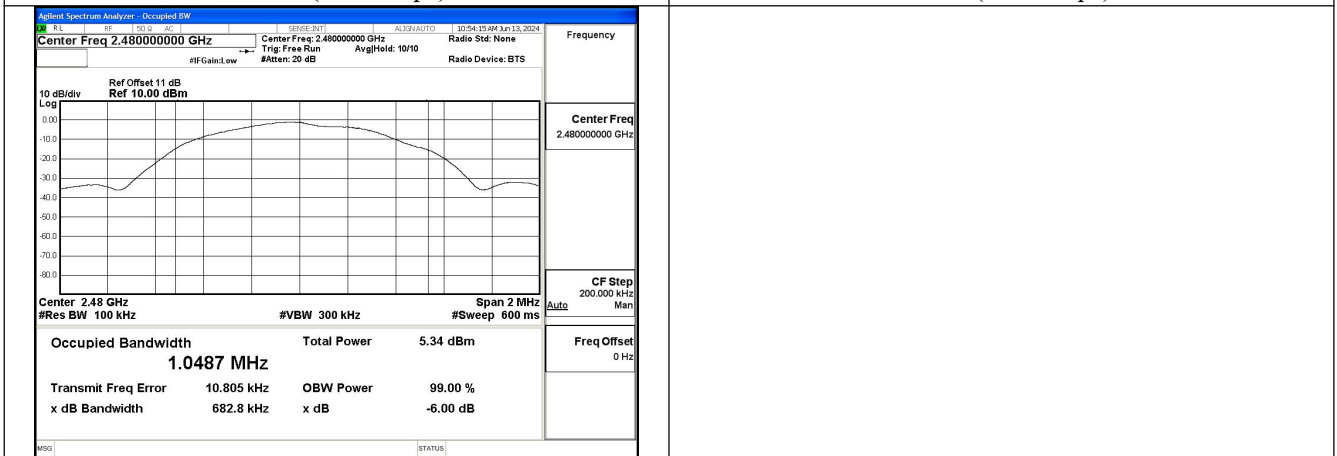 Agilent Spectrum Analyzer - Occupied BW
RL RF 50 Ω AC SENSE:INT ALIGN AUTO 10:54:15 AM Jun 13, 2024
Center Freq 2.480000000 GHz
Center Freq: 2.480000000 GHz
Radio Std: None
Trig: Free Run Avg|Hold: 10/10
#IFGain:Low #Atten: 20 dB Radio Device: BTS
Frequency
Ref Offset 11 dB
10 dB/div Ref 10.00 dBm
Log
0.00
-10.0
-20.0
-30.0
-40.0
-50.0
-60.0
-70.0
-80.0
Center Freq
2.480000000 GHz
Center 2.48 GHz Span 2 MHz
#Res BW 100 kHz #VBW 300 kHz #Sweep 600 ms
CF Step
200.000 kHz
Auto Man
Occupied Bandwidth Total Power 5.34 dBm
1.0487 MHz
Transmit Freq Error 10.805 kHz OBW Power 99.00 %
x dB Bandwidth 682.8 kHz x dB -6.00 dB
Freq Offset
0 Hz
MSG STATUS